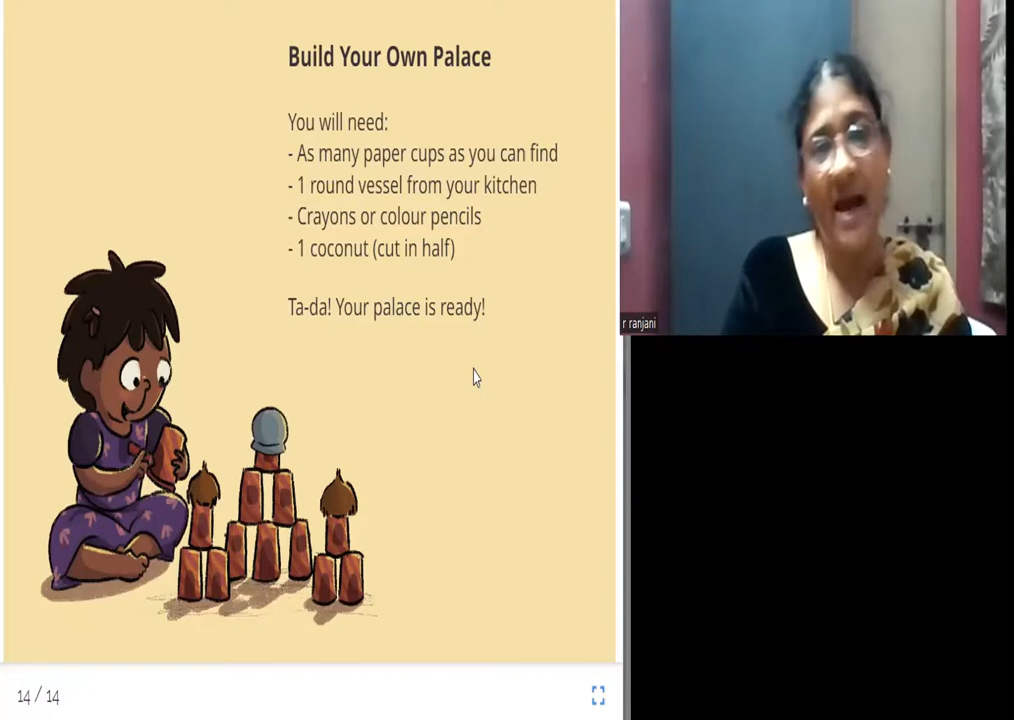 Build Your Own Palace
You will need:
- As many paper cups as you can find
- 1 round vessel from your kitchen
- Crayons or colour pencils
- 1 coconut (cut in half)
Ta-da! Your palace is ready!
r ranjani
14 / 14